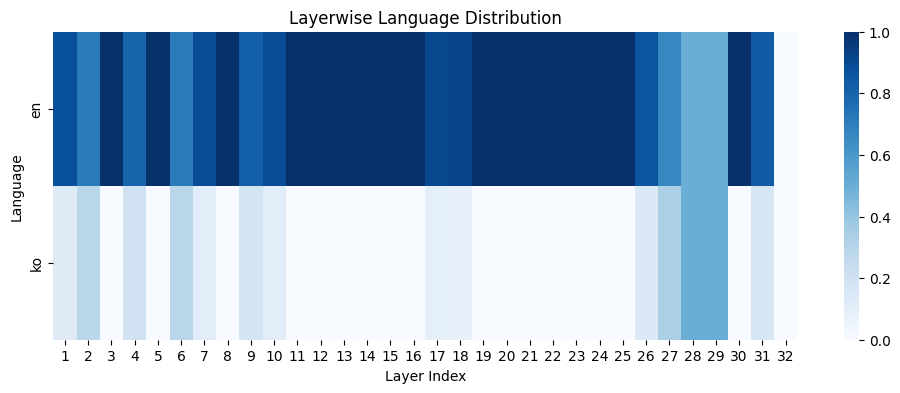 Layerwise Language Distribution
Language
en
ko
1 2 3 4 5 6 7 8 9 10 11 12 13 14 15 16 17 18 19 20 21 22 23 24 25 26 27 28 29 30 31 32
Layer Index
1.0
0.8
0.6
0.4
0.2
0.0